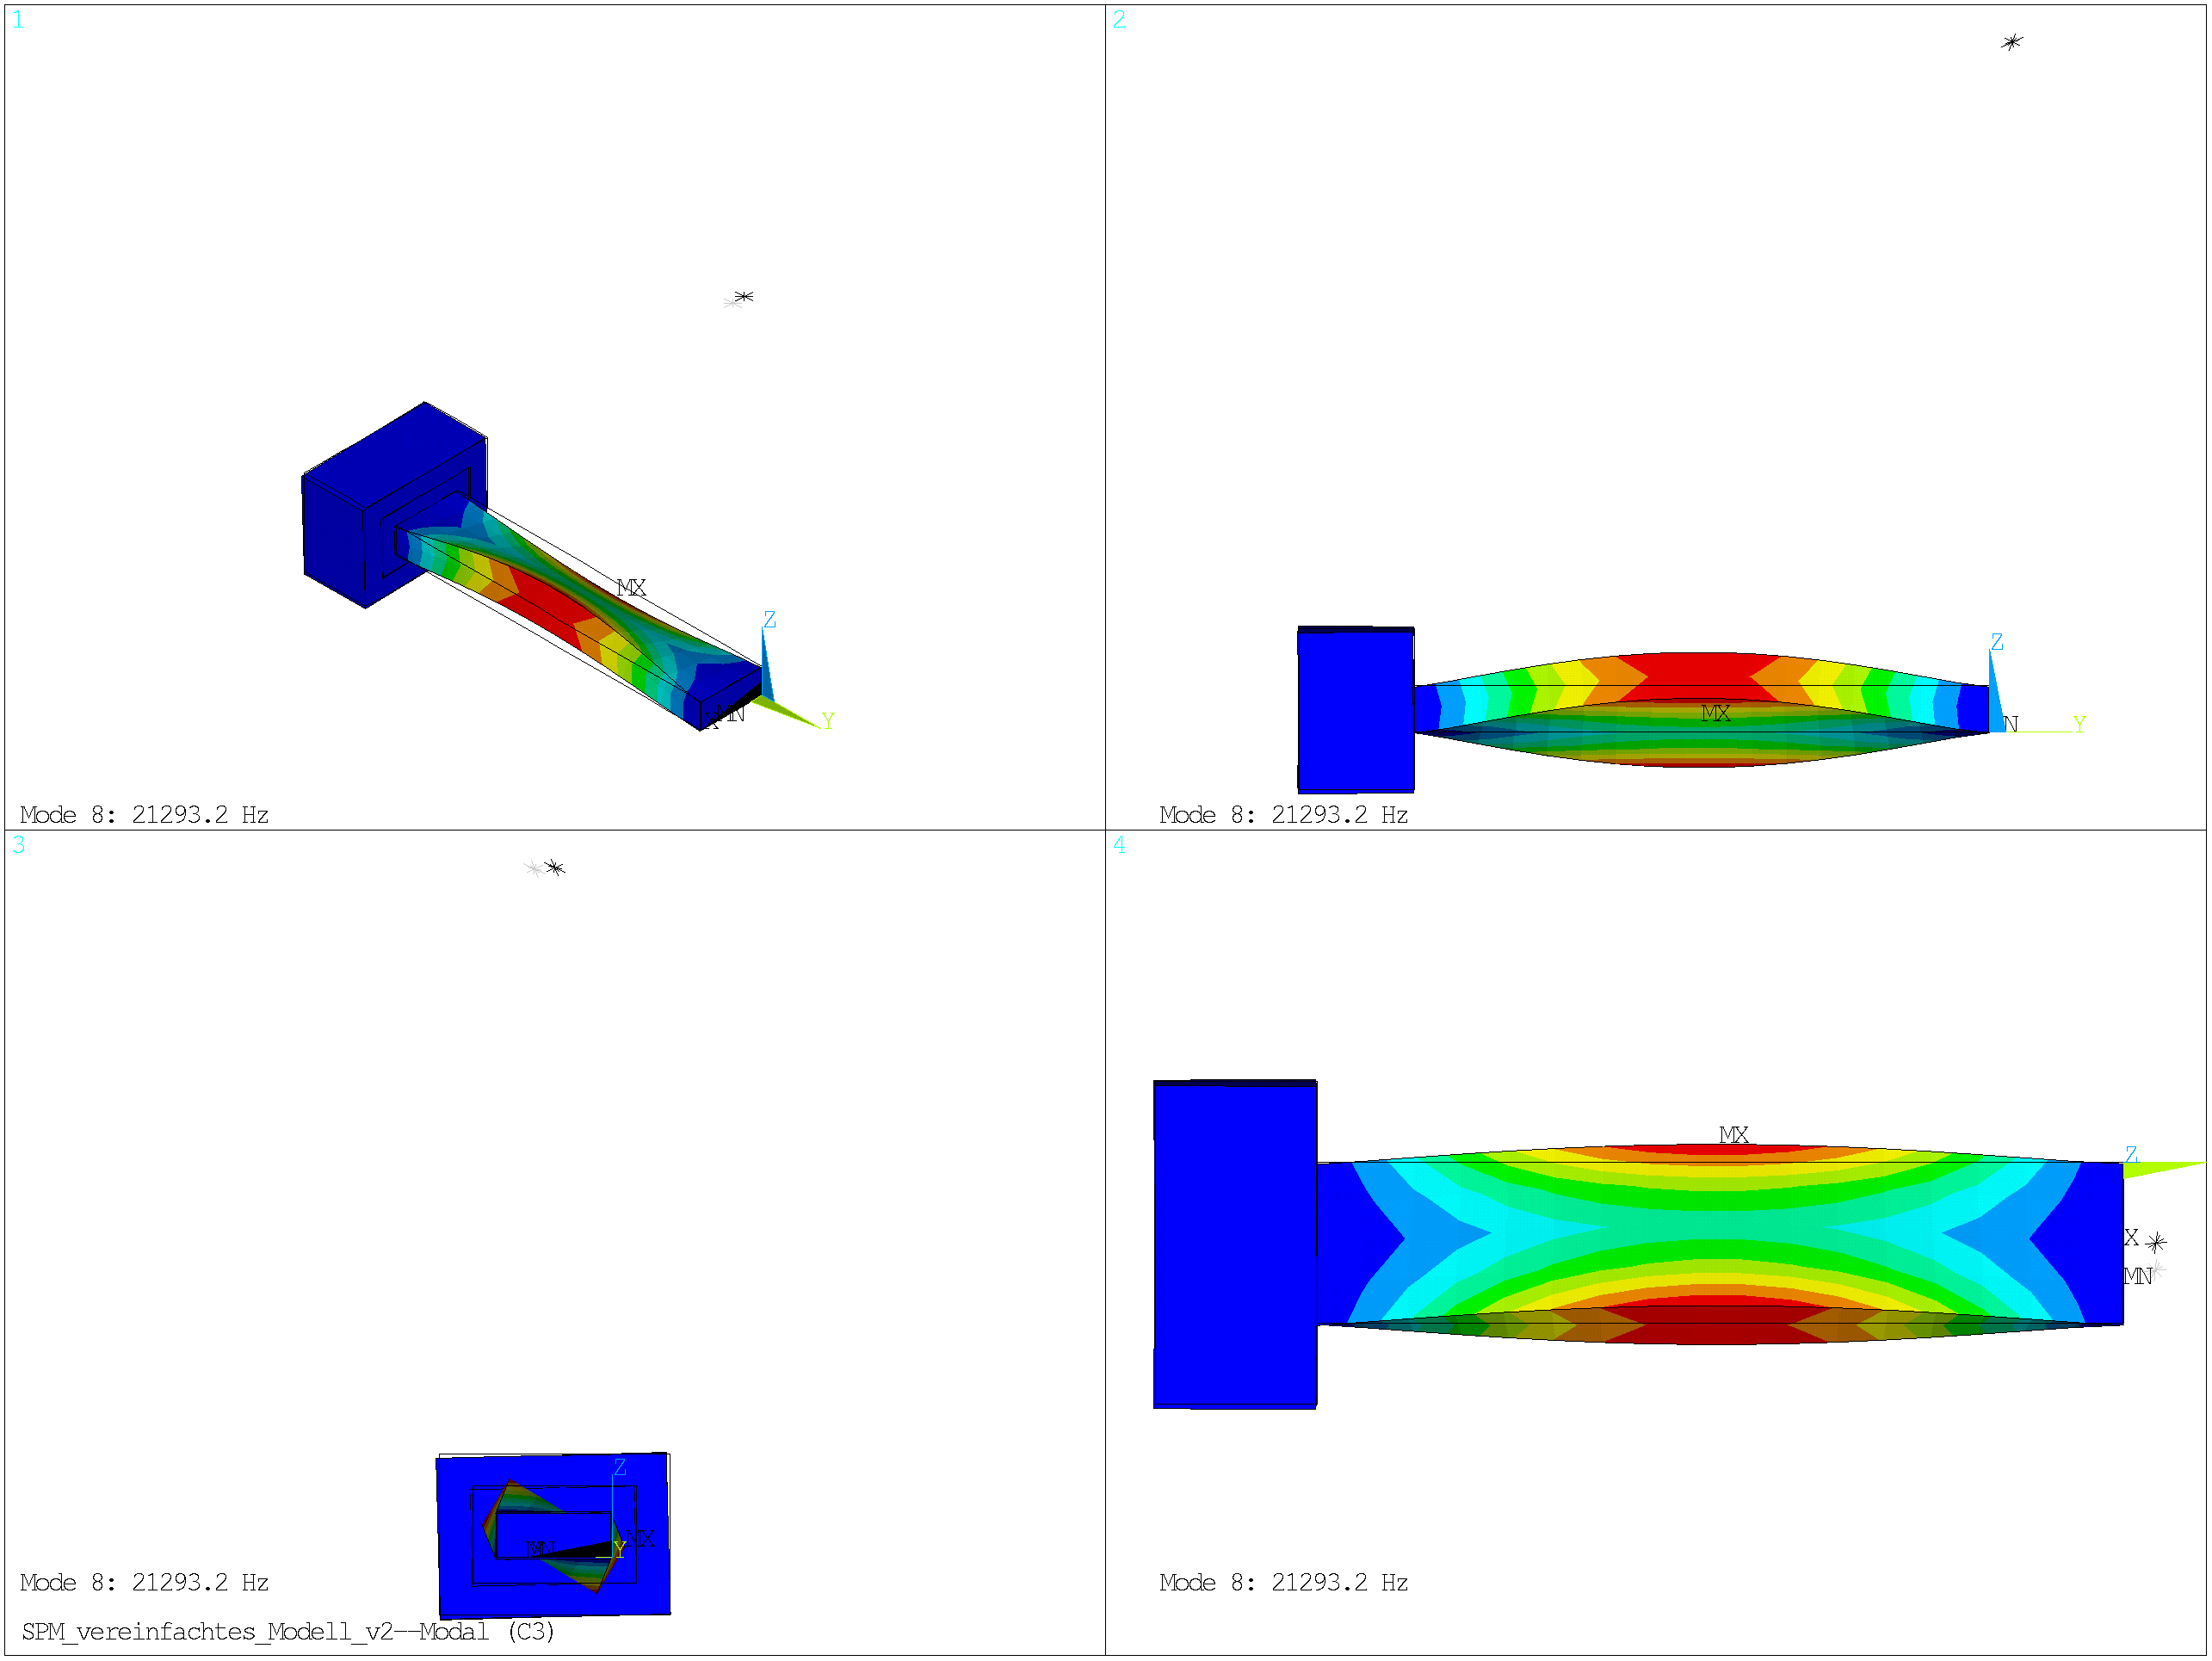 1
MX
Z
Y
X
MN
Mode 8: 21293.2 Hz
2
Z
MX
N
Y
Mode 8: 21293.2 Hz
3
Z
MX
MN
Y
Mode 8: 21293.2 Hz
SPM_vereinfachtes_Modell_v2--Modal (C3)
4
MX
Z
X
MN
Mode 8: 21293.2 Hz